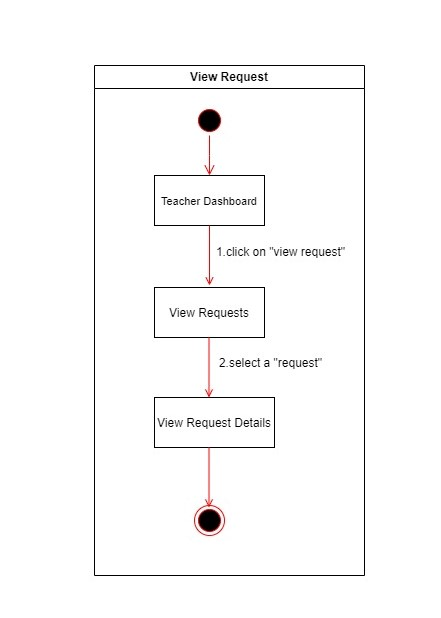 View Request
Teacher Dashboard
1.click on "view request"
View Requests
2.select a "request"
View Request Details